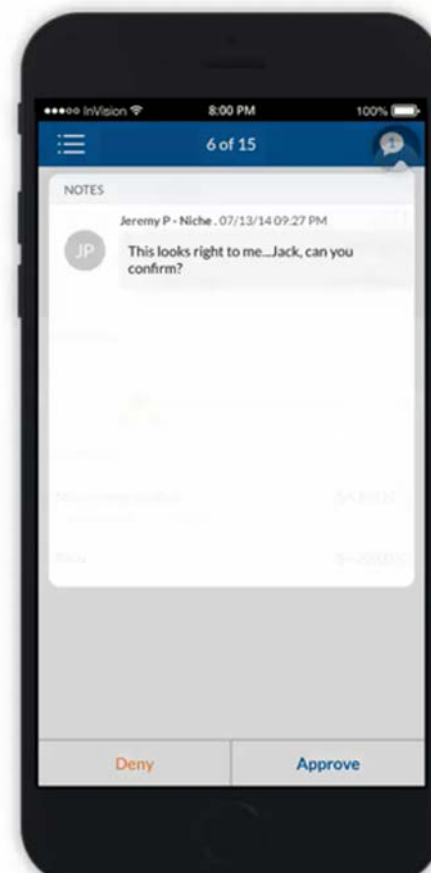 InVision 8:00 PM 100%
6 of 15 1
NOTES
Jeremy P - Niche . 07/13/14 09:27 PM
JP
This looks right to me...Jack, can you
confirm?
Deny Approve